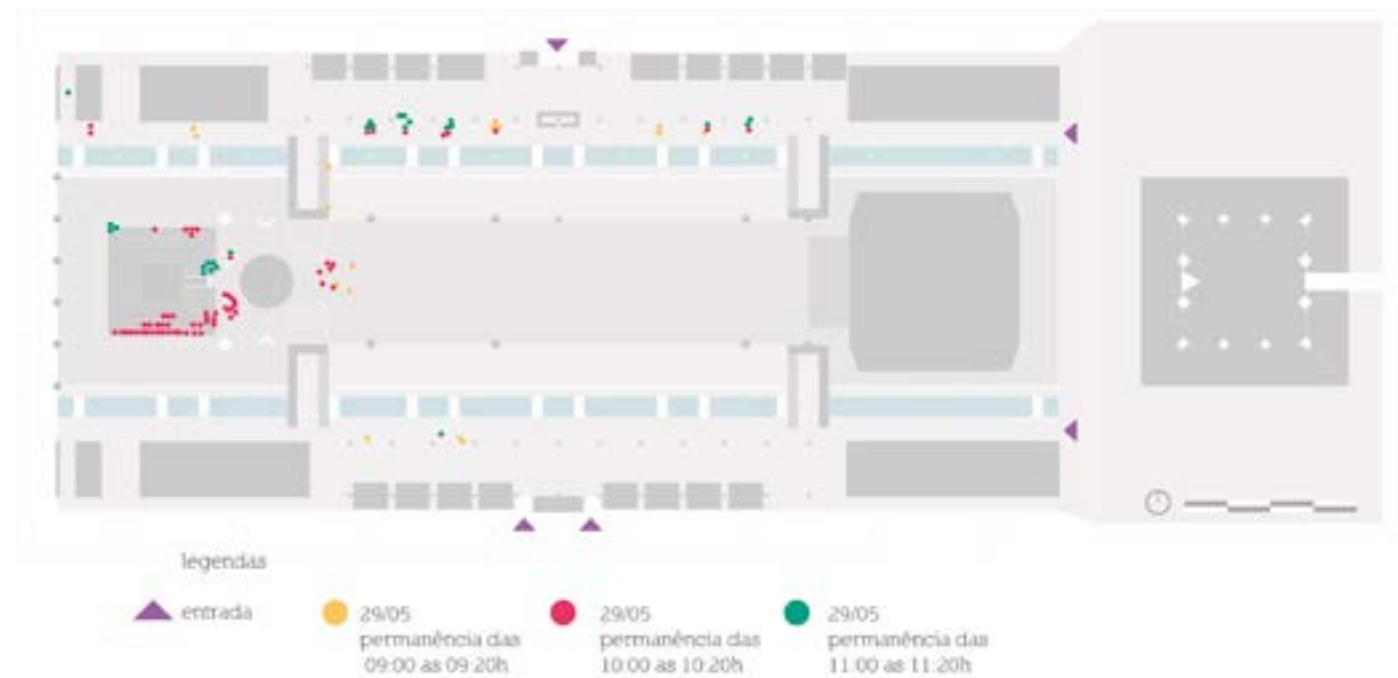 legendas
entrada
29/05
permanência das
09:00 as 09:20h
29/05
permanência das
10:00 as 10:20h
29/05
permanência das
11:00 as 11:20h